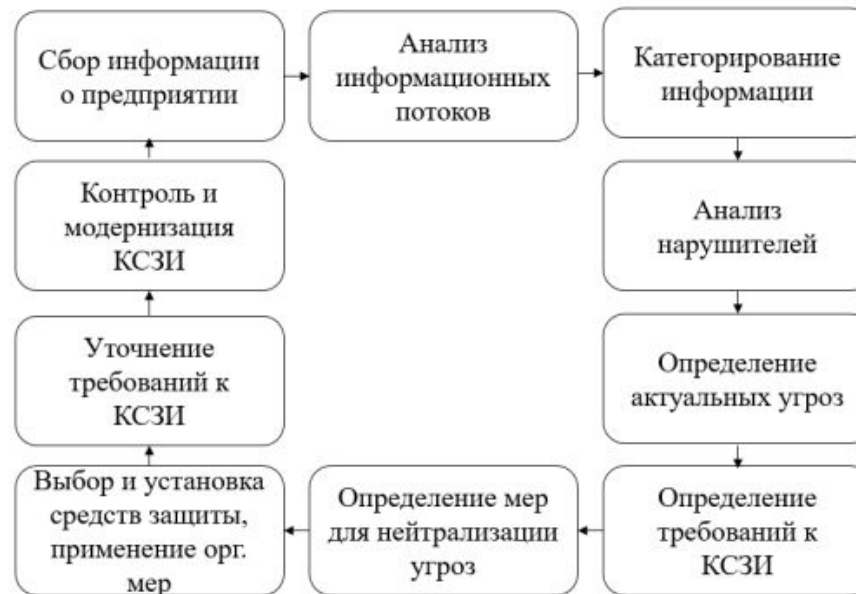 Сбор информации
о предприятии
Анализ
информационных
потоков
Категорирование
информации
Анализ
нарушителей
Определение
актуальных угроз
Определение
требований к
КСЗИ
Определение мер
для нейтрализации
угроз
Выбор и установка
средств защиты,
применение орг.
мер
Уточнение
требований к
КСЗИ
Контроль и
модернизация
КСЗИ